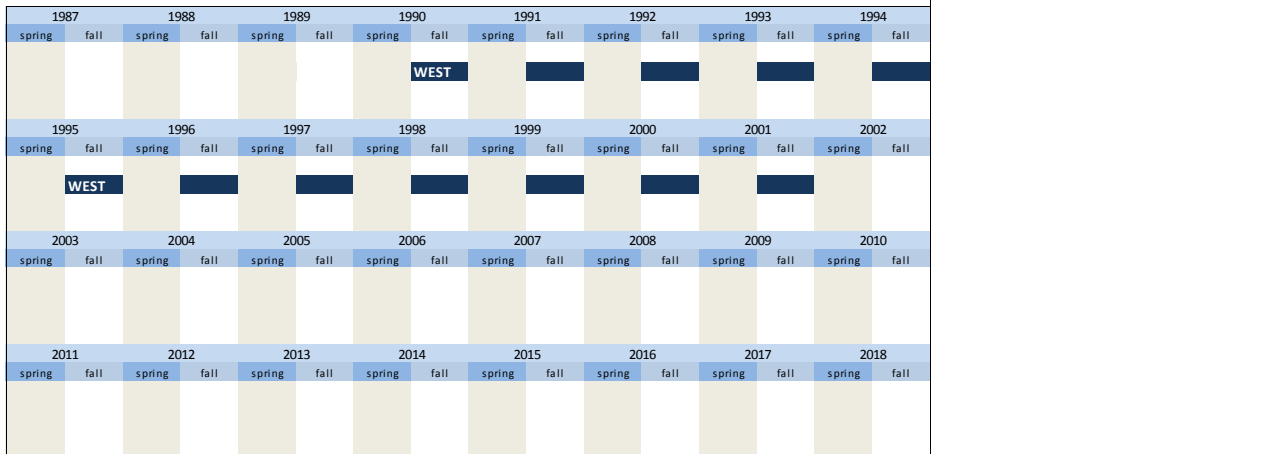 1987 1988 1989 1990 1991 1992 1993 1994
spring fall spring fall spring fall spring fall spring fall spring fall spring fall spring fall
WEST
1995 1996 1997 1998 1999 2000 2001 2002
spring fall spring fall spring fall spring fall spring fall spring fall spring fall spring fall
WEST
2003 2004 2005 2006 2007 2008 2009 2010
spring fall spring fall spring fall spring fall spring fall spring fall spring fall spring fall
2011 2012 2013 2014 2015 2016 2017 2018
spring fall spring fall spring fall spring fall spring fall spring fall spring fall spring fall